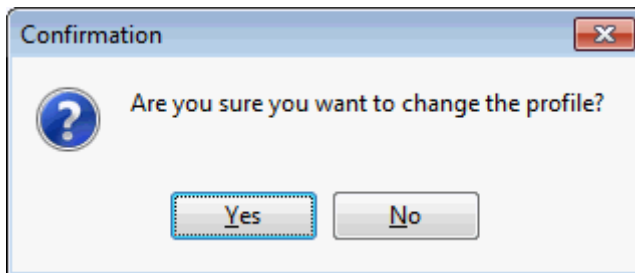 Confirmation
Are you sure you want to change the profile?
Yes
No